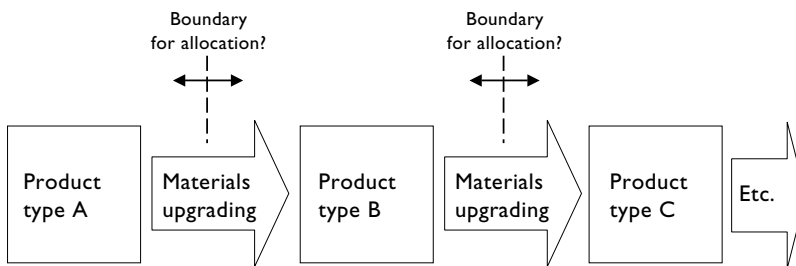 Boundary
for allocation?
Boundary
for allocation?
Product
type A
Materials
upgrading
Product
type B
Materials
upgrading
Product
type C
Etc.